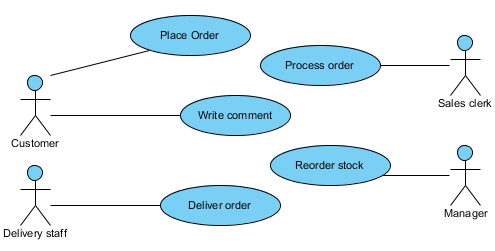 Place Order
Process order
Sales clerk
Write comment
Customer
Reorder stock
Deliver order
Manager
Delivery staff